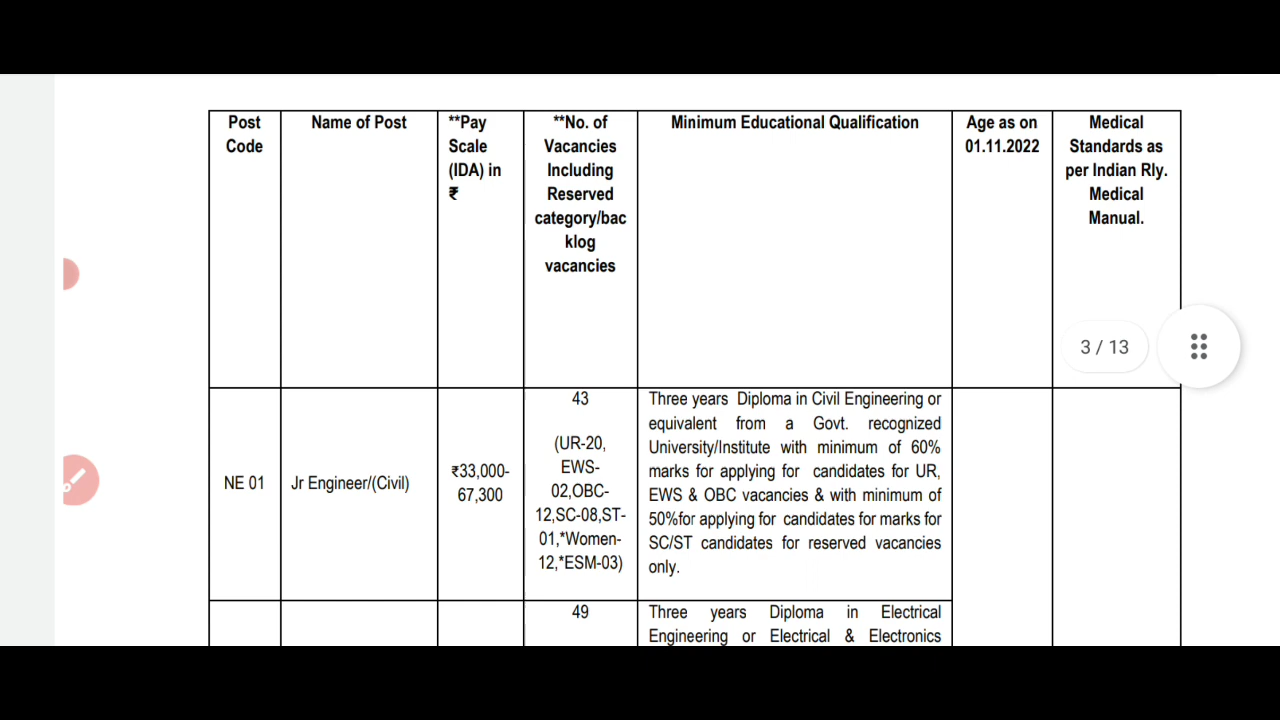 Post
Code
Name of Post
**Pay
Scale
(IDA) in
₹
**No. of
Vacancies
Including
Reserved
category/bac
klog
vacancies
Minimum Educational Qualification
Age as on
01.11.2022
Medical
Standards as
per Indian Rly.
Medical
Manual.
3 / 13
NE 01
Jr Engineer/(Civil)
₹33,000-
67,300
43
(UR-20,
EWS-
02,OBC-
12,SC-08,ST-
01,*Women-
12,*ESM-03)
Three years Diploma in Civil Engineering or
equivalent from a Govt. recognized
University/Institute with minimum of 60%
marks for applying for candidates for UR,
EWS & OBC vacancies & with minimum of
50%for applying for candidates for marks for
SC/ST candidates for reserved vacancies
only.
49
Three years Diploma in Electrical
Engineering or Electrical & Electronics